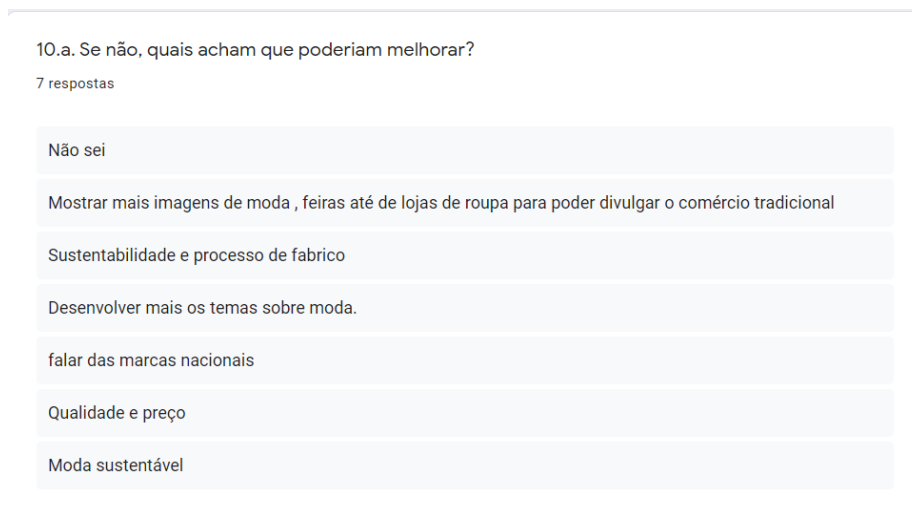 10.a. Se não, quais acham que poderiam melhorar?
7 respostas
Não sei
Mostrar mais imagens de moda , feiras até de lojas de roupa para poder divulgar o comércio tradicional
Sustentabilidade e processo de fabrico
Desenvolver mais os temas sobre moda.
falar das marcas nacionais
Qualidade e preço
Moda sustentável